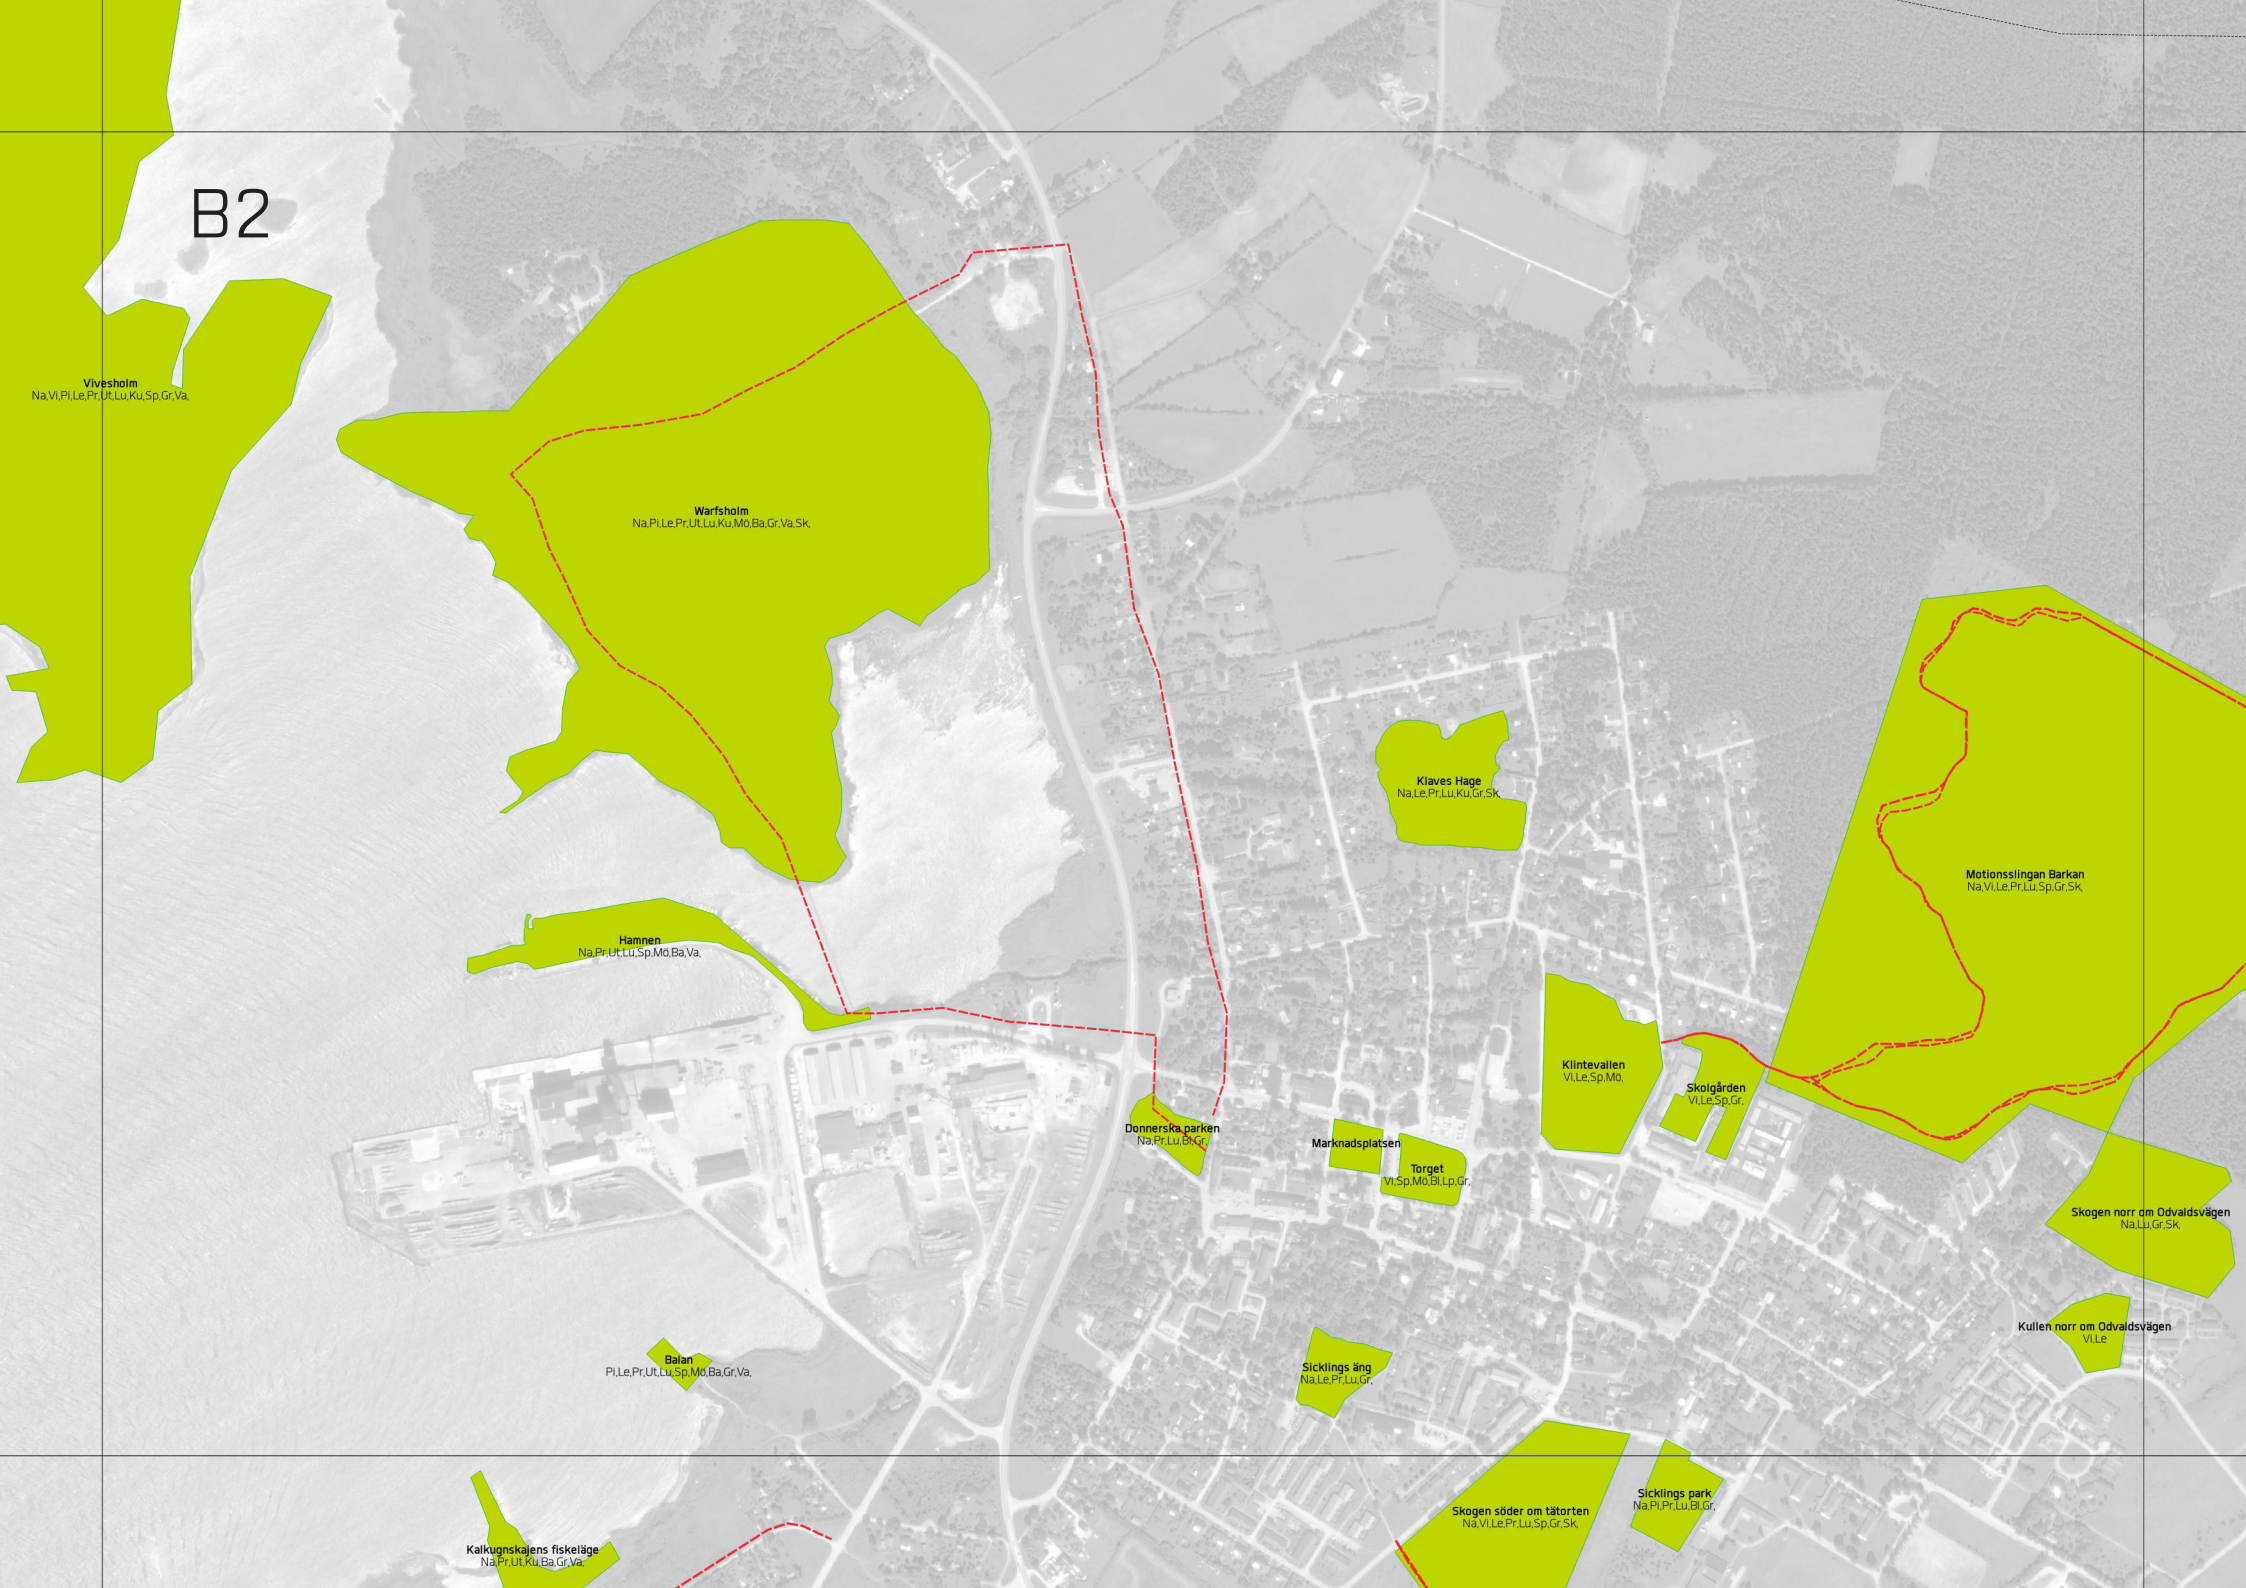 B2
Vivesholm
Na,Vi,Pi,Le,Pr,Ut,Lu,Ku,Sp,Gr,Va,
Warfsholm
Na,Pi,Le,Pr,Ut,Lu,Ku,Mö,Ba,Gr,Va,Sk,
Klaves Hage
Na,Le,Pr,Lu,Ku,Gr,Sk,
Motionsslingan Barkan
Na,Vi,Le,Pr,Lu,Sp,Gr,Sk,
Hamnen
Na,Pr,Ut,Lu,Sp,Mö,Ba,Va,
Klintevallen
Vi,Le,Sp,Mö,
Skolgården
Vi,Le,Sp,Gr,
Donnerska parken
Na,Pr,Lu,Bl,Gr,
Marknadsplatsen
Torget
Vi,Sp,Mö,Bl,Lp,Gr,
Skogen norr om Odvaldsvägen
Na,Lu,Gr,Sk,
Kullen norr om Odvaldsvägen
Vi,Le
Balan
Pi,Le,Pr,Ut,Lu,Sp,Mö,Ba,Gr,Va,
Sicklings äng
Na,Le,Pr,Lu,Gr,
Sicklings park
Na,Pi,Pr,Lu,Bl,Gr,
Skogen söder om tätorten
Na,Vi,Le,Pr,Lu,Sp,Gr,Sk,
Kalkugnskajens fiskeläge
Na,Pr,Ut,Ku,Ba,Gr,Va,